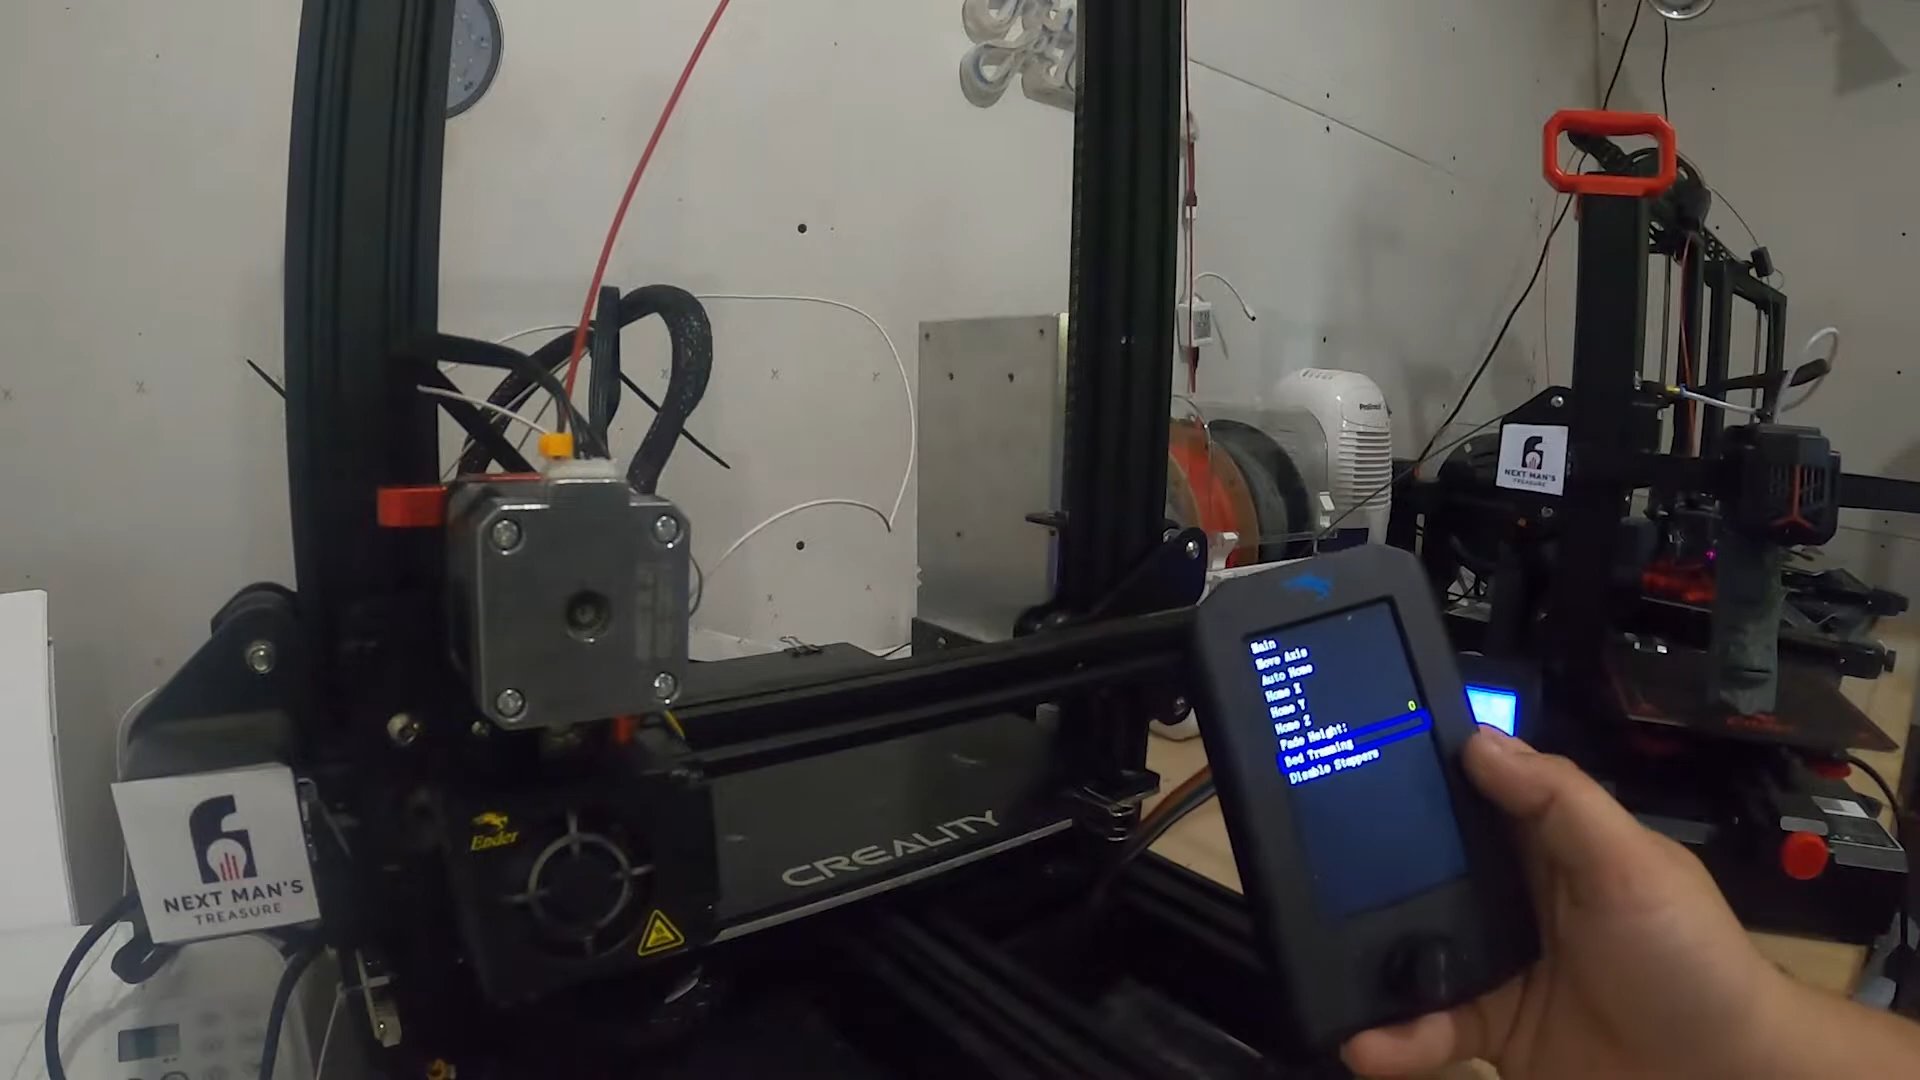 Main
Move Axis
Auto Home
Home X
Home Y
Home Z
Fade Height:
0
Bed Tramming
Disable Steppers
CREALITY
Ender
NEXT MAN'S
TREASURE
NEXT MAN'S
TREASURE